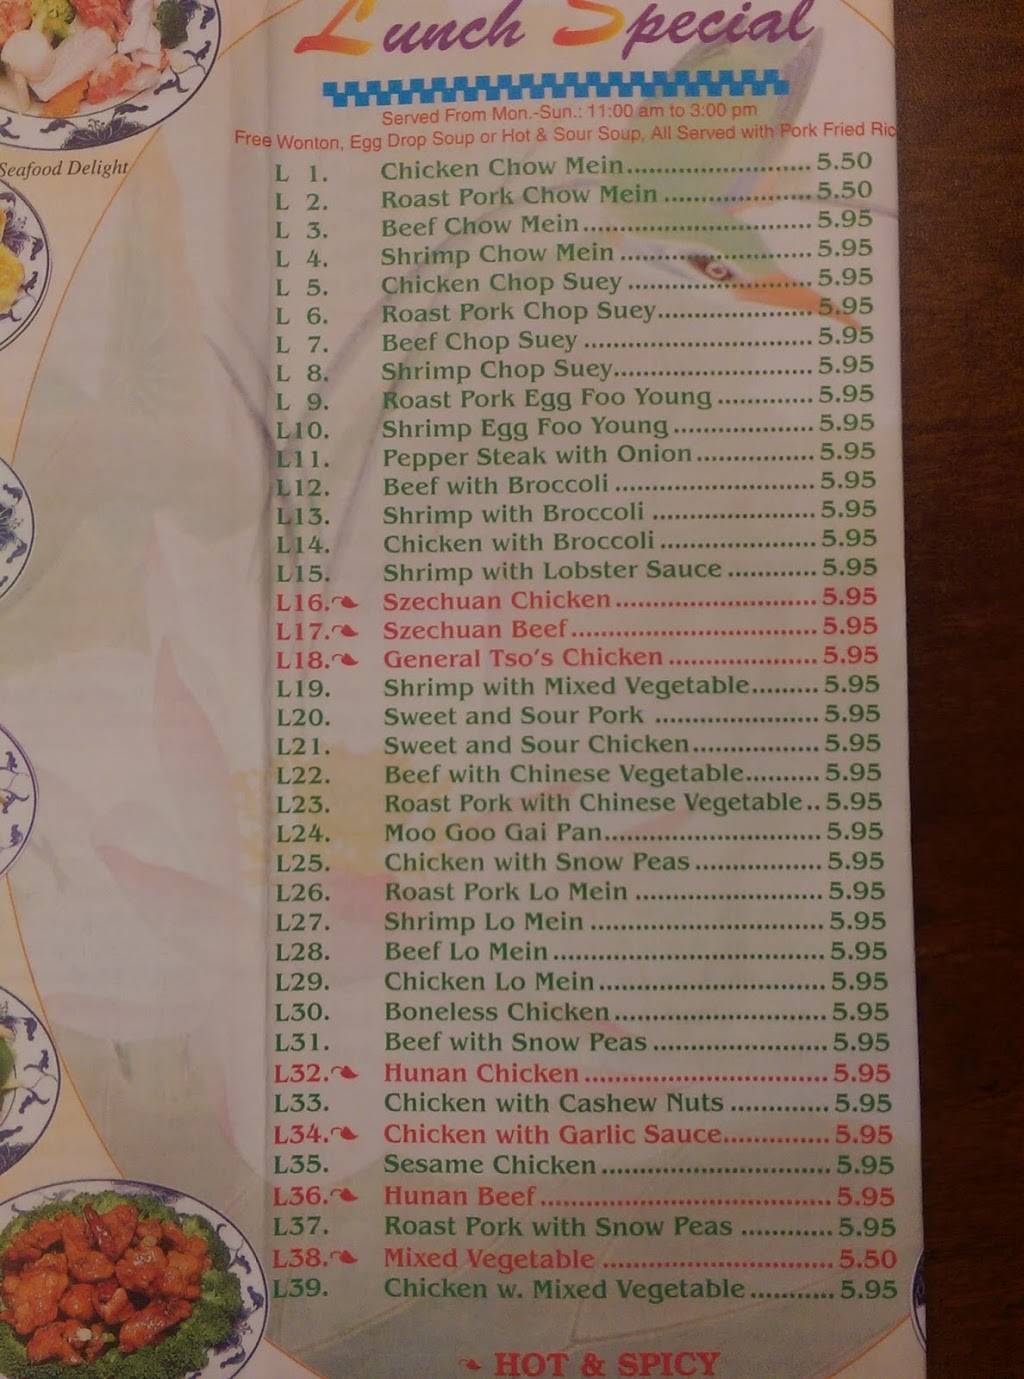 Lunch Special
Served From Mon.-Sun.: 11:00 am to 3:00 pm
Free Wonton, Egg Drop Soup or Hot & Sour Soup, All Served with Pork Fried Ric
Seafood Delight
L 1. Chicken Chow Mein.......................... 5.50
L 2. Roast Pork Chow Mein ..................... 5.50
L 3. Beef Chow Mein................................ 5.95
L 4. Shrimp Chow Mein ........................... 5.95
L 5. Chicken Chop Suey .......................... 5.95
L 6. Roast Pork Chop Suey...................... 5.95
L 7. Beef Chop Suey ................................ 5.95
L 8. Shrimp Chop Suey............................ 5.95
L 9. Roast Pork Egg Foo Young ............. 5.95
L10. Shrimp Egg Foo Young .................... 5.95
L11. Pepper Steak with Onion ................. 5.95
L12. Beef with Broccoli ............................ 5.95
L13. Shrimp with Broccoli ....................... 5.95
L14. Chicken with Broccoli ...................... 5.95
L15. Shrimp with Lobster Sauce ............ 5.95
L16. Szechuan Chicken ............................ 5.95
L17. Szechuan Beef .................................. 5.95
L18. General Tso's Chicken ..................... 5.95
L19. Shrimp with Mixed Vegetable......... 5.95
L20. Sweet and Sour Pork ....................... 5.95
L21. Sweet and Sour Chicken.................. 5.95
L22. Beef with Chinese Vegetable.......... 5.95
L23. Roast Pork with Chinese Vegetable .. 5.95
L24. Moo Goo Gai Pan.............................. 5.95
L25. Chicken with Snow Peas ................. 5.95
L26. Roast Pork Lo Mein .......................... 5.95
L27. Shrimp Lo Mein ................................ 5.95
L28. Beef Lo Mein ..................................... 5.95
L29. Chicken Lo Mein ............................... 5.95
L30. Boneless Chicken ............................. 5.95
L31. Beef with Snow Peas ........................ 5.95
L32. Hunan Chicken ................................. 5.95
L33. Chicken with Cashew Nuts ............. 5.95
L34. Chicken with Garlic Sauce.............. 5.95
L35. Sesame Chicken ............................... 5.95
L36. Hunan Beef ........................................ 5.95
L37. Roast Pork with Snow Peas ............ 5.95
L38. Mixed Vegetable ............................... 5.50
L39. Chicken w. Mixed Vegetable ........... 5.95
HOT & SPICY